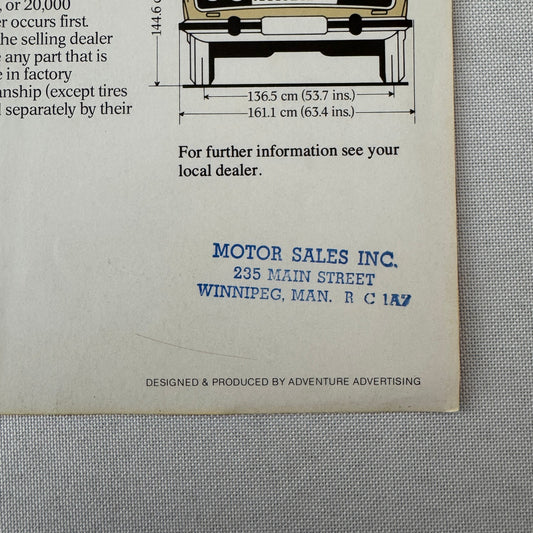 , or 20,000
er occurs first.
he selling dealer
e any part that is
e in factory
anship (except tires
l separately by their
144.6 c
136.5 cm (53.7 ins.)
161.1 cm (63.4 ins.)
For further information see your
local dealer.
MOTOR SALES INC.
235 MAIN STREET
WINNIPEG, MAN. R C 1A7
DESIGNED & PRODUCED BY ADVENTURE ADVERTISING